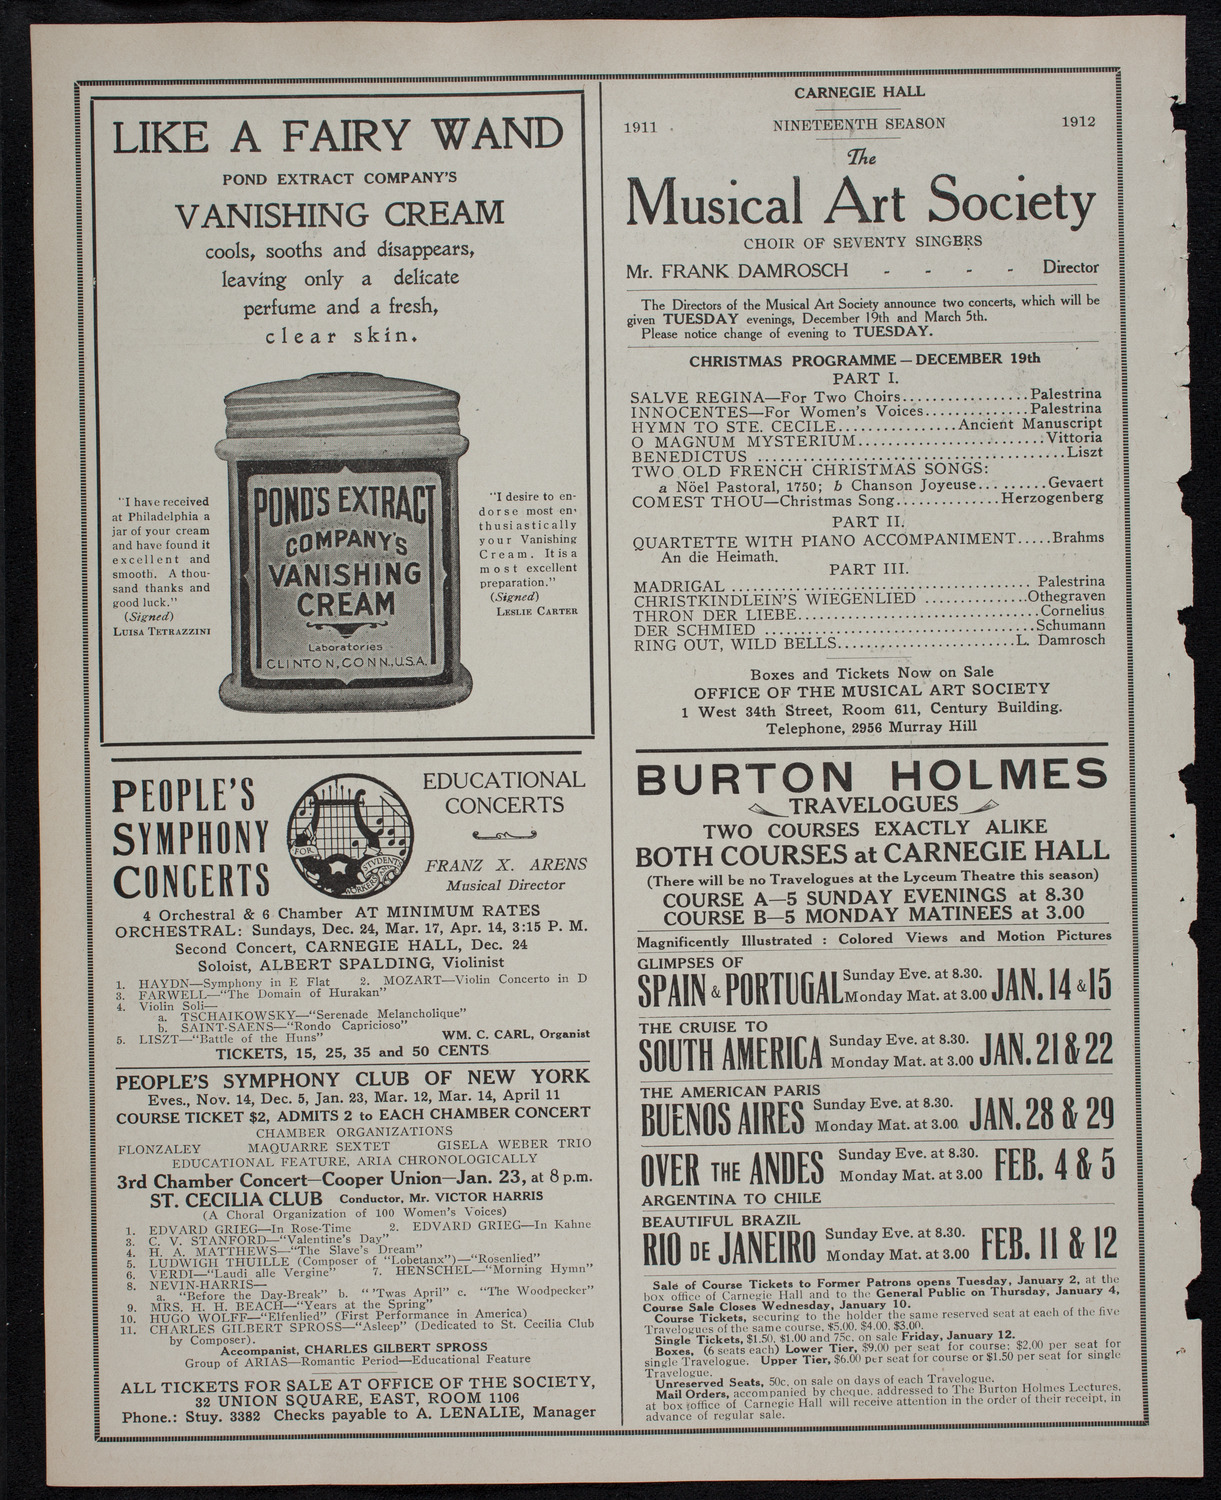 LIKE A FAIRY WAND
POND EXTRACT COMPANY'S
VANISHING CREAM
cools, sooths and disappears,
leaving only a delicate
perfume and a fresh,
clear skin.
"I have received
at Philadelphia a
jar of your cream
and have found it
excellent and
smooth. A thou-
sand thanks and
good luck."
(Signed)
LUISA TETRAZZINI
POND'S EXTRACT
COMPANY'S
VANISHING
CREAM
Laboratories
CLINTON, CONN., U.S.A.
"I desire to en-
dorse most en-
thusiastically
your Vanishing
Cream. It is a
most excellent
preparation."
(Signed)
LESLIE CARTER
PEOPLE'S
SYMPHONY
CONCERTS
FOR
STUDENTS
WORKERS
EDUCATIONAL
CONCERTS
FRANZ X. ARENS
Musical Director
4 Orchestral & 6 Chamber AT MINIMUM RATES
ORCHESTRAL: Sundays, Dec. 24, Mar. 17, Apr. 14, 3:15 P. M.
Second Concert, CARNEGIE HALL, Dec. 24
Soloist, ALBERT SPALDING, Violinist
1. HAYDN—Symphony in E Flat 2. MOZART—Violin Concerto in D
3. FARWELL—"The Domain of Hurakan"
4. Violin Soli—
a. TSCHAIKOWSKY—"Serenade Melancholique"
b. SAINT-SAENS—"Rondo Capricioso"
5. LISZT—"Battle of the Huns" WM. C. CARL, Organist
TICKETS, 15, 25, 35 and 50 CENTS
PEOPLE'S SYMPHONY CLUB OF NEW YORK
Eves., Nov. 14, Dec. 5, Jan. 23, Mar. 12, Mar. 14, April 11
COURSE TICKET $2, ADMITS 2 to EACH CHAMBER CONCERT
CHAMBER ORGANIZATIONS
FLONZALEY MAQUARRE SEXTET GISELA WEBER TRIO
EDUCATIONAL FEATURE, ARIA CHRONOLOGICALLY
3rd Chamber Concert—Cooper Union—Jan. 23, at 8 p.m.
ST. CECILIA CLUB Conductor, Mr. VICTOR HARRIS
(A Choral Organization of 100 Women's Voices)
1. EDVARD GRIEG—In Rose-Time 2. EDVARD GRIEG—In Kahne
3. C. V. STANFORD—"Valentine's Day"
4. H. A. MATTHEWS—"The Slave's Dream"
5. LUDWIGH THUILLE (Composer of "Lobetanx")—"Rosenlied"
6. VERDI—"Laudi alle Vergine" 7. HENSCHEL—"Morning Hymn"
8. NEVIN-HARRIS—
a. "Before the Day-Break" b. "'Twas April" c. "The Woodpecker"
9. MRS. H. H. BEACH—"Years at the Spring"
10. HUGO WOLFF—"Elfenlied" (First Performance in America)
11. CHARLES GILBERT SPROSS—"Asleep" (Dedicated to St. Cecilia Club
by Composer).
Accompanist, CHARLES GILBERT SPROSS
Group of ARIAS—Romantic Period—Educational Feature
ALL TICKETS FOR SALE AT OFFICE OF THE SOCIETY,
32 UNION SQUARE, EAST, ROOM 1106
Phone.: Stuy. 3382 Checks payable to A. LENALIE, Manager
CARNEGIE HALL
1911 NINETEENTH SEASON 1912
The
Musical Art Society
CHOIR OF SEVENTY SINGERS
Mr. FRANK DAMROSCH - - - - Director
The Directors of the Musical Art Society announce two concerts, which will be
given TUESDAY evenings, December 19th and March 5th.
Please notice change of evening to TUESDAY.
CHRISTMAS PROGRAMME—DECEMBER 19th
PART I.
SALVE REGINA—For Two Choirs................Palestrina
INNOCENTES—For Women's Voices..............Palestrina
HYMN TO STE. CECILE................Ancient Manuscript
O MAGNUM MYSTERIUM........................Vittoria
BENEDICTUS ........................................Liszt
TWO OLD FRENCH CHRISTMAS SONGS:
a Nöel Pastoral, 1750; b Chanson Joyeuse.........Gevaert
COMEST THOU—Christmas Song.............Herzogenberg
PART II.
QUARTETTE WITH PIANO ACCOMPANIMENT.....Brahms
An die Heimath.
PART III.
MADRIGAL ........................................ Palestrina
CHRISTKINDLEIN'S WIEGENLIED .............Othegraven
THRON DER LIEBE............................Cornelius
DER SCHMIED ....................................Schumann
RING OUT, WILD BELLS........................L. Damrosch
Boxes and Tickets Now on Sale
OFFICE OF THE MUSICAL ART SOCIETY
1 West 34th Street, Room 611, Century Building.
Telephone, 2956 Murray Hill
BURTON HOLMES
TRAVELOGUES
TWO COURSES EXACTLY ALIKE
BOTH COURSES at CARNEGIE HALL
(There will be no Travelogues at the Lyceum Theatre this season)
COURSE A—5 SUNDAY EVENINGS at 8.30
COURSE B—5 MONDAY MATINEES at 3.00
Magnificently Illustrated : Colored Views and Motion Pictures
GLIMPSES OF
SPAIN & PORTUGAL Sunday Eve. at 8.30. Monday Mat. at 3.00 JAN. 14 & 15
THE CRUISE TO
SOUTH AMERICA Sunday Eve. at 8.30. Monday Mat. at 3.00 JAN. 21 & 22
THE AMERICAN PARIS
BUENOS AIRES Sunday Eve. at 8.30. Monday Mat. at 3.00 JAN. 28 & 29
OVER THE ANDES Sunday Eve. at 8.30. Monday Mat. at 3.00 FEB. 4 & 5
ARGENTINA TO CHILE
BEAUTIFUL BRAZIL
RIO DE JANEIRO Sunday Eve. at 8.30. Monday Mat. at 3.00 FEB. 11 & 12
Sale of Course Tickets to Former Patrons opens Tuesday, January 2, at the
box office of Carnegie Hall and to the General Public on Thursday, January 4,
Course Sale Closes Wednesday, January 10.
Course Tickets, securing to the holder the same reserved seat at each of the five
Travelogues of the same course, $5.00, $4.00, $3.00.
Single Tickets, $1.50, $1.00 and 75c. on sale Friday, January 12.
Boxes, (6 seats each) Lower Tier, $9.00 per seat for course; $2.00 per seat for
single Travelogue. Upper Tier, $6.00 per seat for course or $1.50 per seat for single
Travelogue.
Unreserved Seats, 50c. on sale on days of each Travelogue.
Mail Orders, accompanied by cheque, addressed to The Burton Holmes Lectures,
at box office of Carnegie Hall will receive attention in the order of their receipt, in
advance of regular sale.